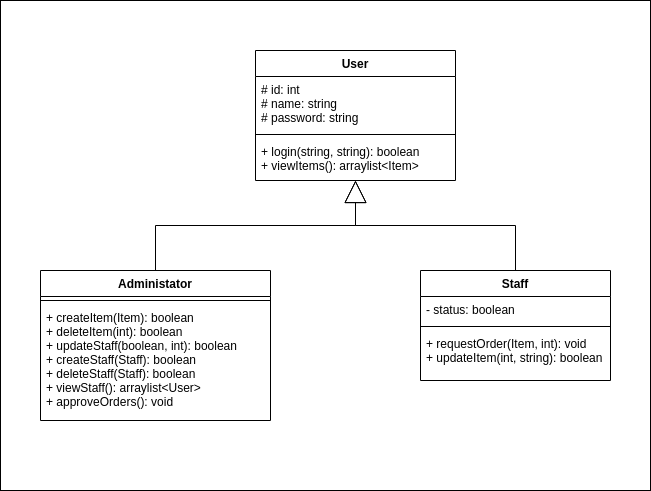 User
# id: int
# name: string
# password: string
+ login(string, string): boolean
+ viewItems(): arraylist<Item>
Administator
+ createItem(Item): boolean
+ deleteItem(int): boolean
+ updateStaff(boolean, int): boolean
+ createStaff(Staff): boolean
+ deleteStaff(Staff): boolean
+ viewStaff(): arraylist<User>
+ approveOrders(): void
Staff
- status: boolean
+ requestOrder(Item, int): void
+ updateItem(int, string): boolean